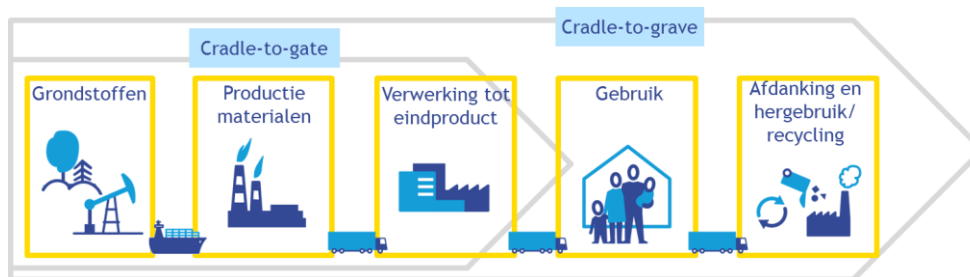 Cradle-to-grave
Cradle-to-gate
Grondstoffen
Productie
materialen
Verwerking tot
eindproduct
Gebruik
Afdanking en
hergebruik/
recycling